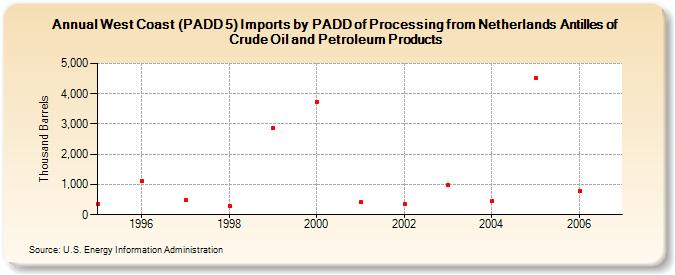 Annual West Coast (PADD 5) Imports by PADD of Processing from Netherlands Antilles of
Crude Oil and Petroleum Products
Thousand Barrels
5,000
4,000
3,000
2,000
1,000
0
1996 1998 2000 2002 2004 2006
Source: U.S. Energy Information Administration